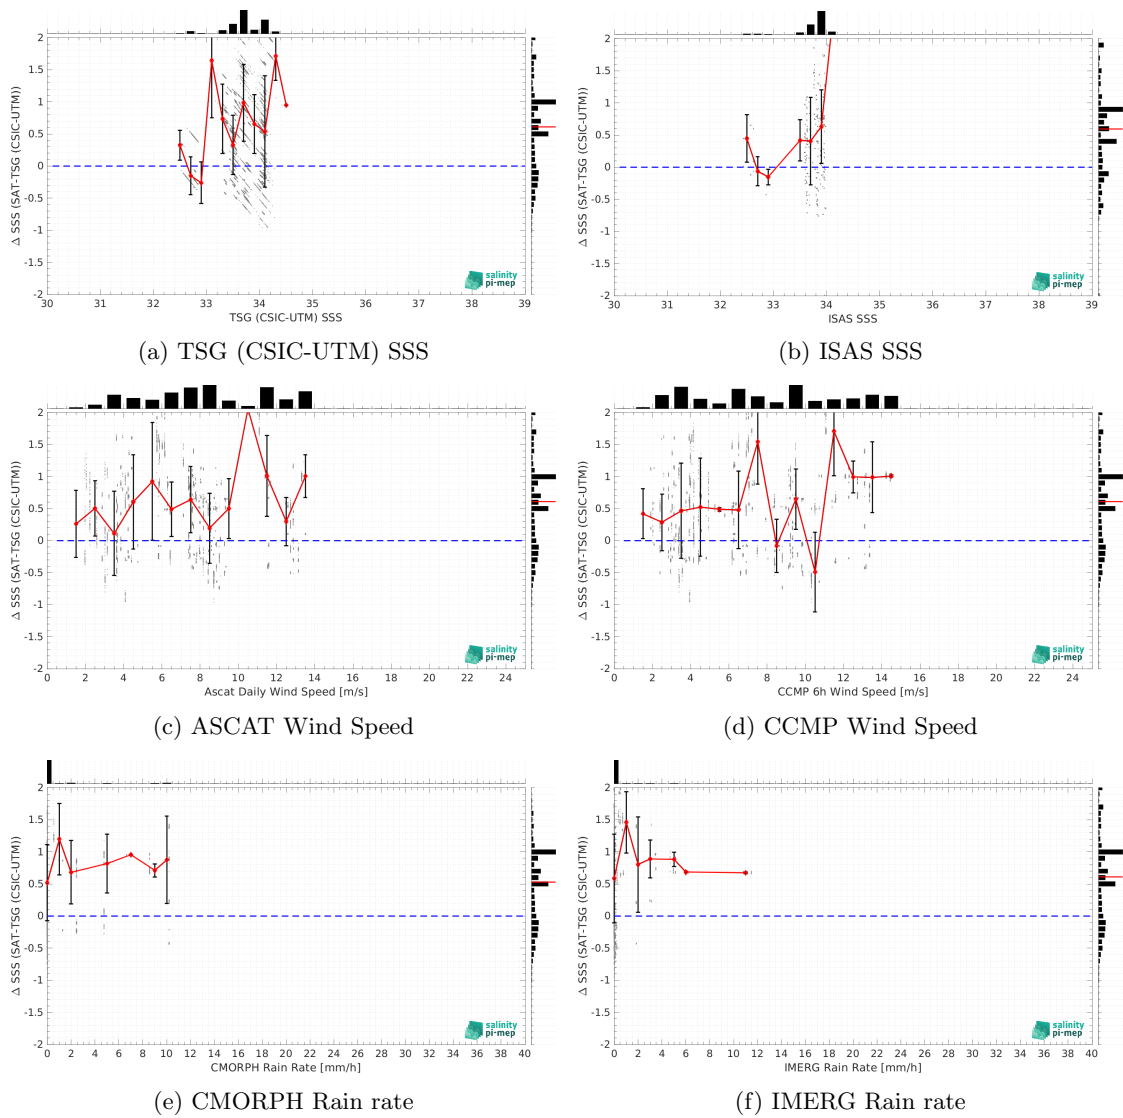 2
1.5
1
0.5
0
-0.5
-1
-1.5
-2
Δ SSS (SAT-TSG (CSIC-UTM))
30 31 32 33 34 35 36 37 38 39
TSG (CSIC-UTM) SSS
salinity
pi-mep
(a) TSG (CSIC-UTM) SSS
2
1.5
1
0.5
0
-0.5
-1
-1.5
-2
Δ SSS (SAT-TSG (CSIC-UTM))
30 31 32 33 34 35 36 37 38 39
ISAS SSS
salinity
pi-mep
(b) ISAS SSS
2
1.5
1
0.5
0
-0.5
-1
-1.5
-2
Δ SSS (SAT-TSG (CSIC-UTM))
0 2 4 6 8 10 12 14 16 18 20 22 24
Ascat Daily Wind Speed [m/s]
salinity
pi-mep
(c) ASCAT Wind Speed
2
1.5
1
0.5
0
-0.5
-1
-1.5
-2
Δ SSS (SAT-TSG (CSIC-UTM))
0 2 4 6 8 10 12 14 16 18 20 22 24
CCMP 6h Wind Speed [m/s]
salinity
pi-mep
(d) CCMP Wind Speed
2
1.5
1
0.5
0
-0.5
-1
-1.5
-2
Δ SSS (SAT-TSG (CSIC-UTM))
0 2 4 6 8 10 12 14 16 18 20 22 24 26 28 30 32 34 36 38 40
CMORPH Rain Rate [mm/h]
salinity
pi-mep
(e) CMORPH Rain rate
2
1.5
1
0.5
0
-0.5
-1
-1.5
-2
Δ SSS (SAT-TSG (CSIC-UTM))
0 2 4 6 8 10 12 14 16 18 20 22 24 26 28 30 32 34 36 38 40
IMERG Rain Rate [mm/h]
salinity
pi-mep
(f) IMERG Rain rate